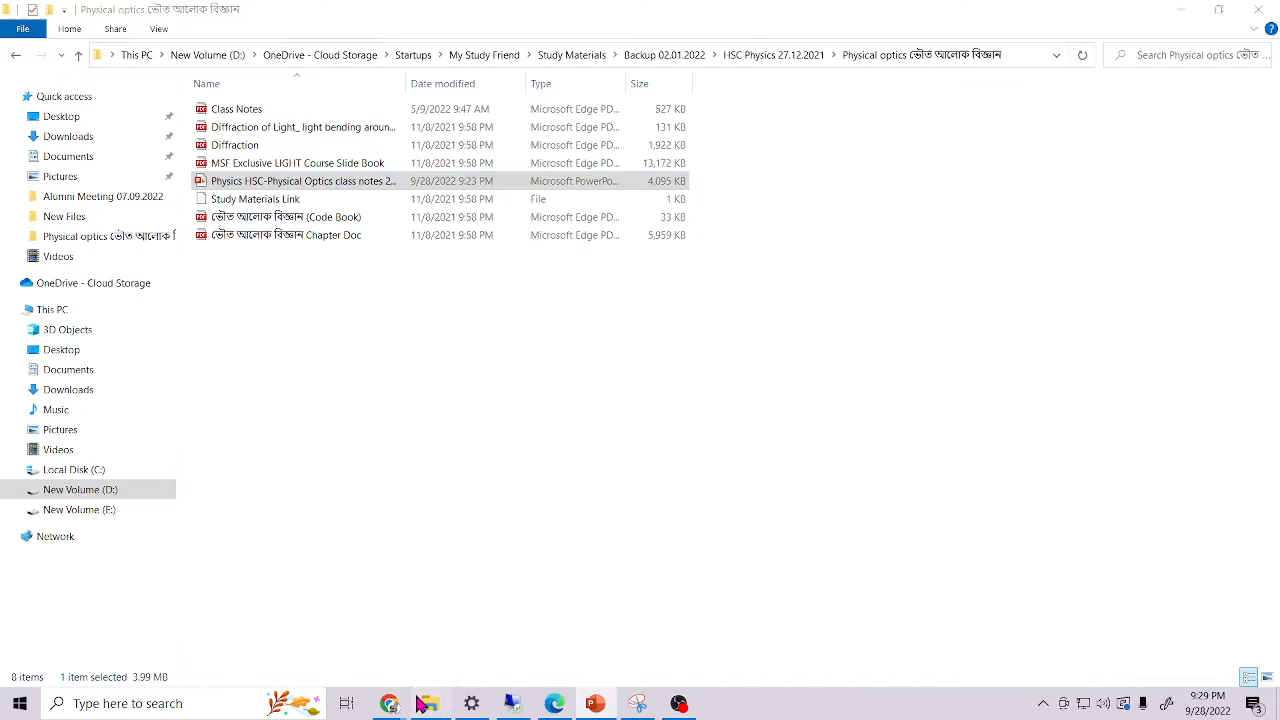 Physical optics ভৌত আলোক বিজ্ঞান
File Home Share View
This PC New Volume (D:) OneDrive - Cloud Storage Startups My Study Friend Study Materials Backup 02.01.2022 HSC Physics 27.12.2021 Physical optics ভৌত আলোক বিজ্ঞান Search Physical optics ভৌত ...
Name Date modified Type Size
Quick access
Desktop
Downloads
Documents
Pictures
Alumni Meeting 07.09.2022
New Files
Physical optics ভৌত আলোক f
Videos
OneDrive - Cloud Storage
This PC
3D Objects
Desktop
Documents
Downloads
Music
Pictures
Videos
Local Disk (C:)
New Volume (D:)
New Volume (E:)
Network
Class Notes 5/9/2022 9:47 AM Microsoft Edge PD... 527 KB
Diffraction of Light_ light bending aroun... 11/8/2021 9:58 PM Microsoft Edge PD... 131 KB
Diffraction 11/8/2021 9:58 PM Microsoft Edge PD... 1,922 KB
MSF Exclusive LIGHT Course Slide Book 11/8/2021 9:58 PM Microsoft Edge PD... 13,172 KB
Physics HSC-Physical Optics class notes 2... 9/28/2022 9:23 PM Microsoft PowerPo... 4,095 KB
Study Materials Link 11/8/2021 9:58 PM File 1 KB
ভৌত আলোক বিজ্ঞান (Code Book) 11/8/2021 9:58 PM Microsoft Edge PD... 33 KB
ভৌত আলোক বিজ্ঞান Chapter Doc 11/8/2021 9:58 PM Microsoft Edge PD... 5,959 KB
8 items 1 item selected 3.99 MB
Type here to search
9:29 PM
9/28/2022
3